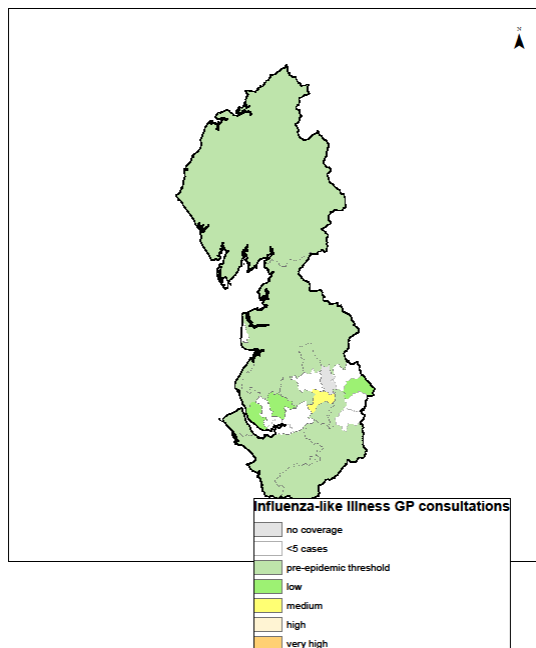 N
Influenza-like Illness GP consultations
no coverage
<5 cases
pre-epidemic threshold
low
medium
high
very high